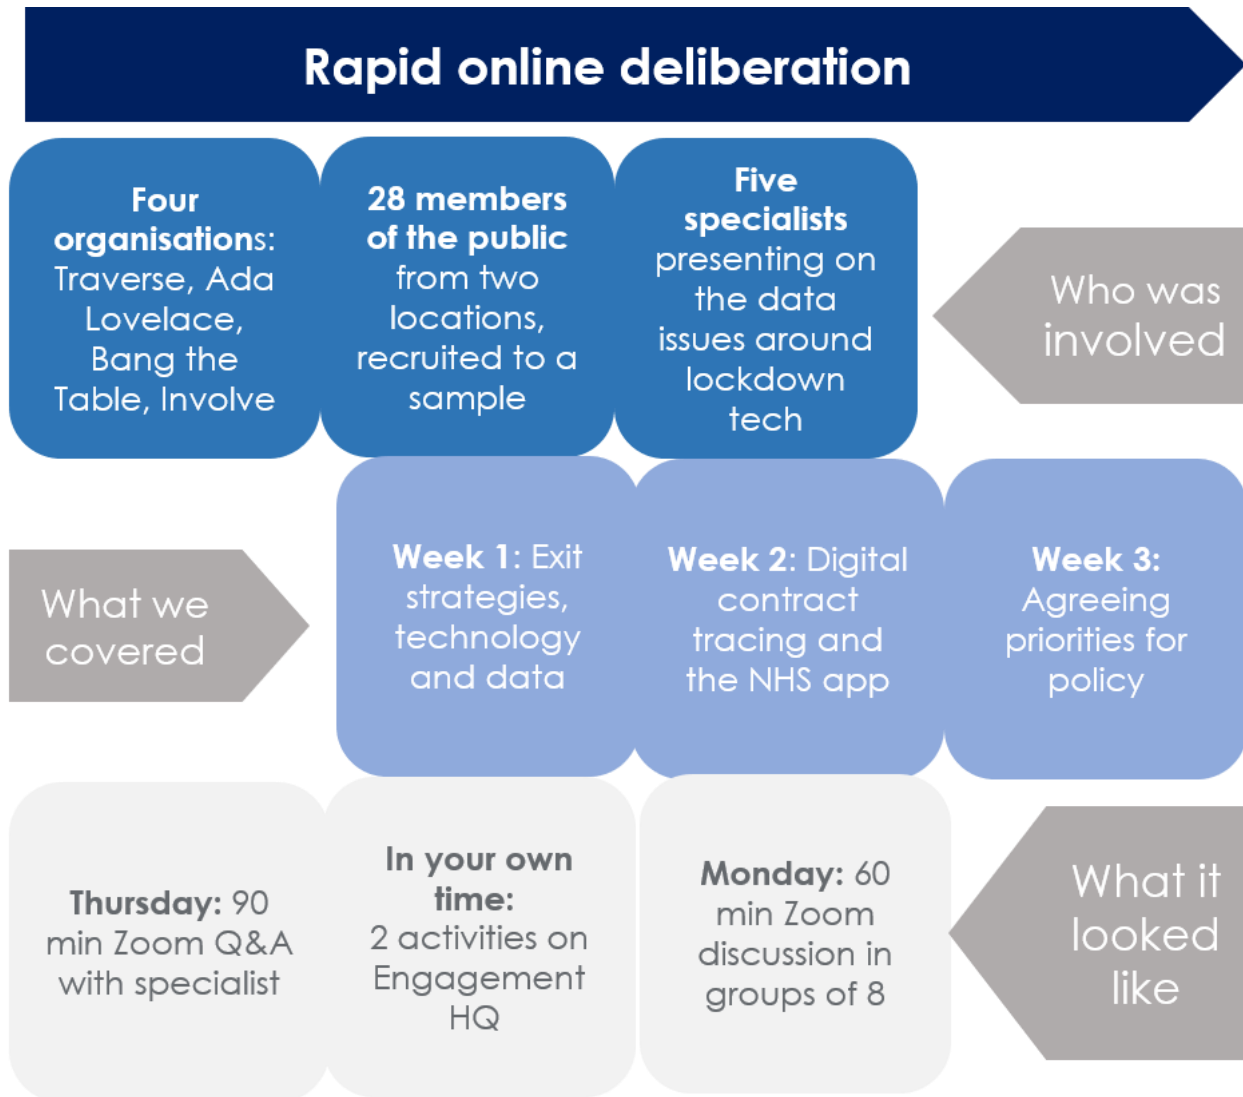 Rapid online deliberation
Four
organisations:
Traverse, Ada
Lovelace,
Bang the
Table, Involve
28 members
of the public
from two
locations,
recruited to a
sample
Five
specialists
presenting on
the data
issues around
lockdown
tech
Who was
involved
What we
covered
Week 1: Exit
strategies,
technology
and data
Week 2: Digital
contract
tracing and
the NHS app
Week 3:
Agreeing
priorities for
policy
Thursday: 90
min Zoom Q&A
with specialist
In your own
time:
2 activities on
Engagement
HQ
Monday: 60
min Zoom
discussion in
groups of 8
What it
looked
like